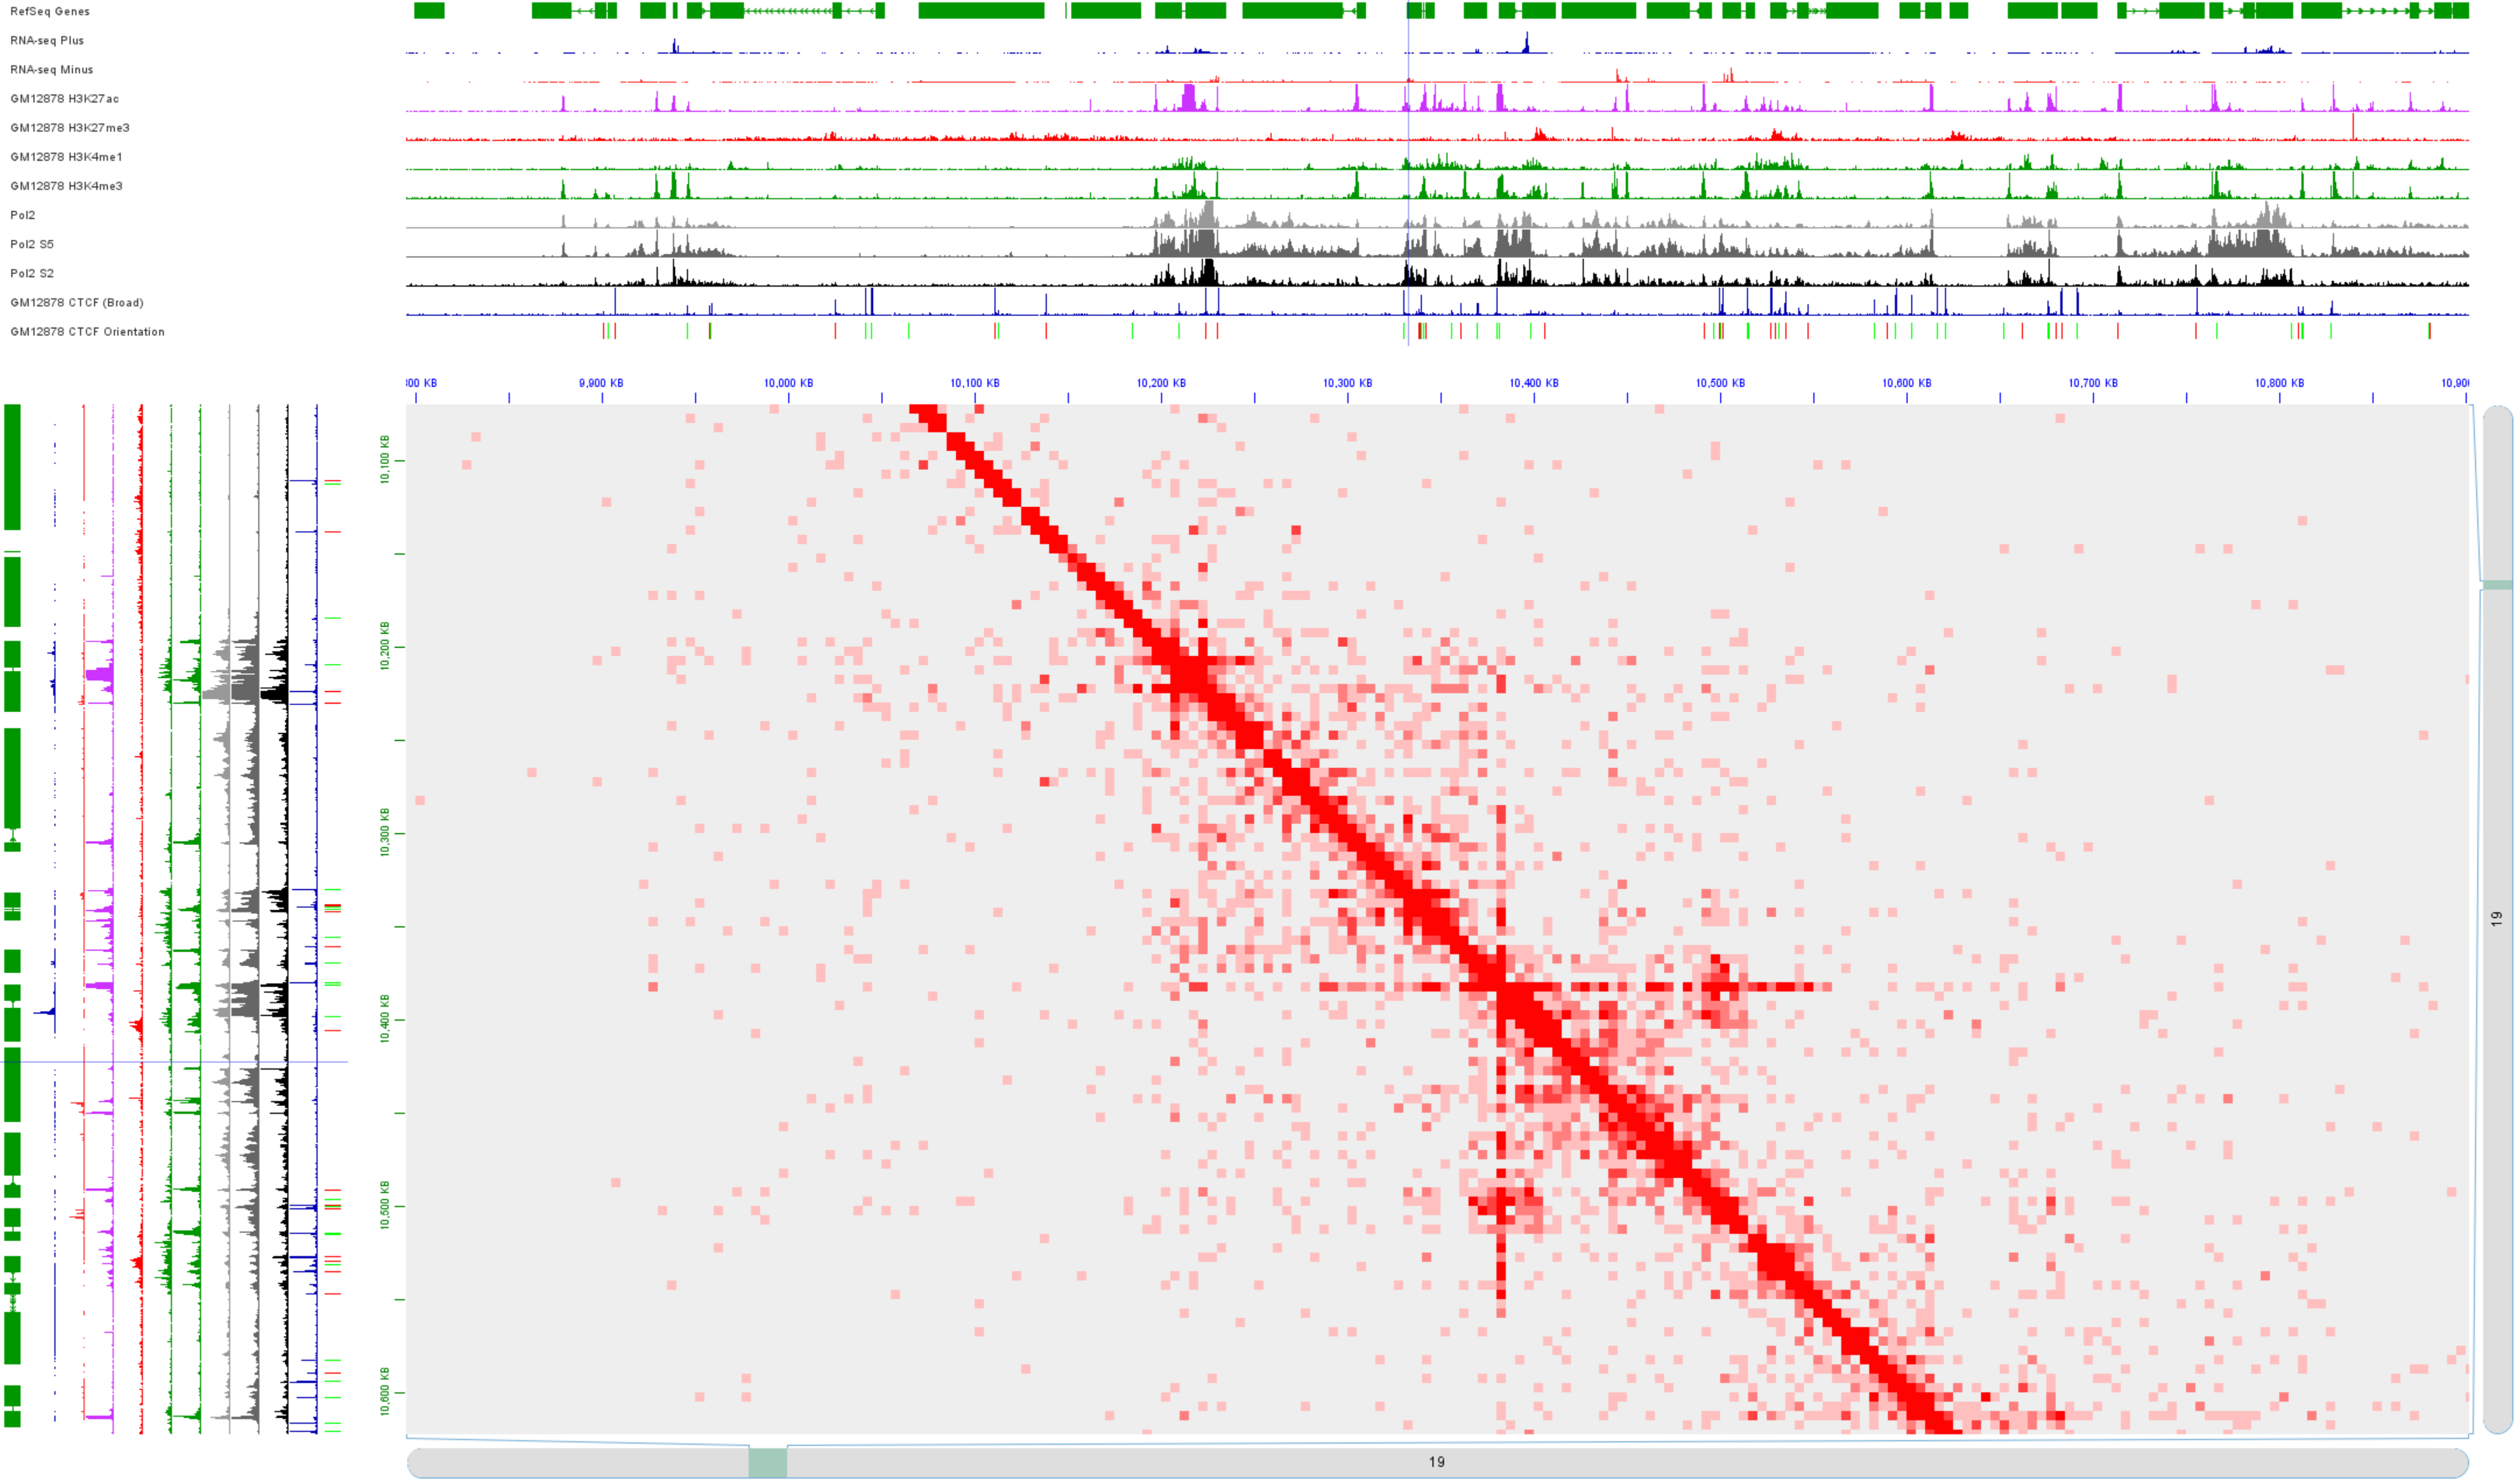 RefSeq Genes
RNA-seq Plus
RNA-seq Minus
GM12878 H3K27ac
GM12878 H3K27me3
GM12878 H3K4me1
GM12878 H3K4me3
Pol2
Pol2 S5
Pol2 S2
GM12878 CTCF (Broad)
GM12878 CTCF Orientation
00 KB 9,900 KB 10,000 KB 10,100 KB 10,200 KB 10,300 KB 10,400 KB 10,500 KB 10,600 KB 10,700 KB 10,800 KB 10,90
10,100 KB
10,200 KB
10,300 KB
10,400 KB
10,500 KB
10,600 KB
19
19